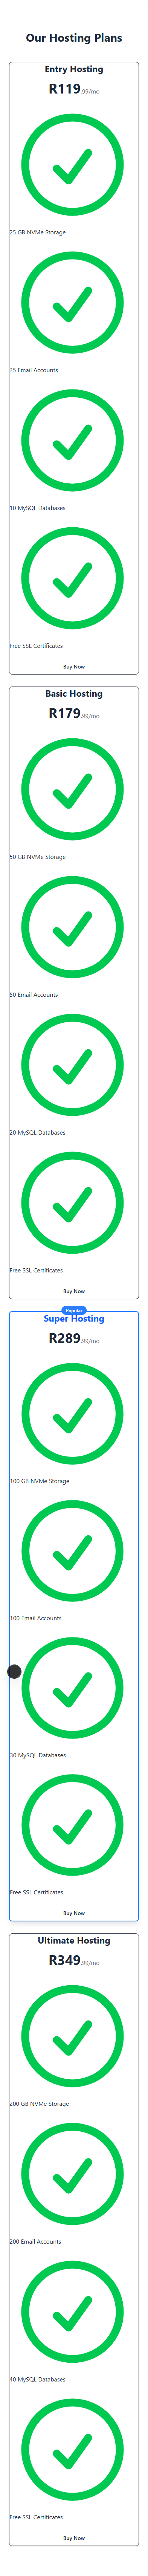 Our Hosting Plans
Entry Hosting
R119.99/mo
25 GB NVMe Storage
25 Email Accounts
10 MySQL Databases
Free SSL Certificates
Buy Now
Basic Hosting
R179.99/mo
50 GB NVMe Storage
50 Email Accounts
20 MySQL Databases
Free SSL Certificates
Buy Now
Popular
Super Hosting
R289.99/mo
100 GB NVMe Storage
100 Email Accounts
30 MySQL Databases
Free SSL Certificates
Buy Now
Ultimate Hosting
R349.99/mo
200 GB NVMe Storage
200 Email Accounts
40 MySQL Databases
Free SSL Certificates
Buy Now